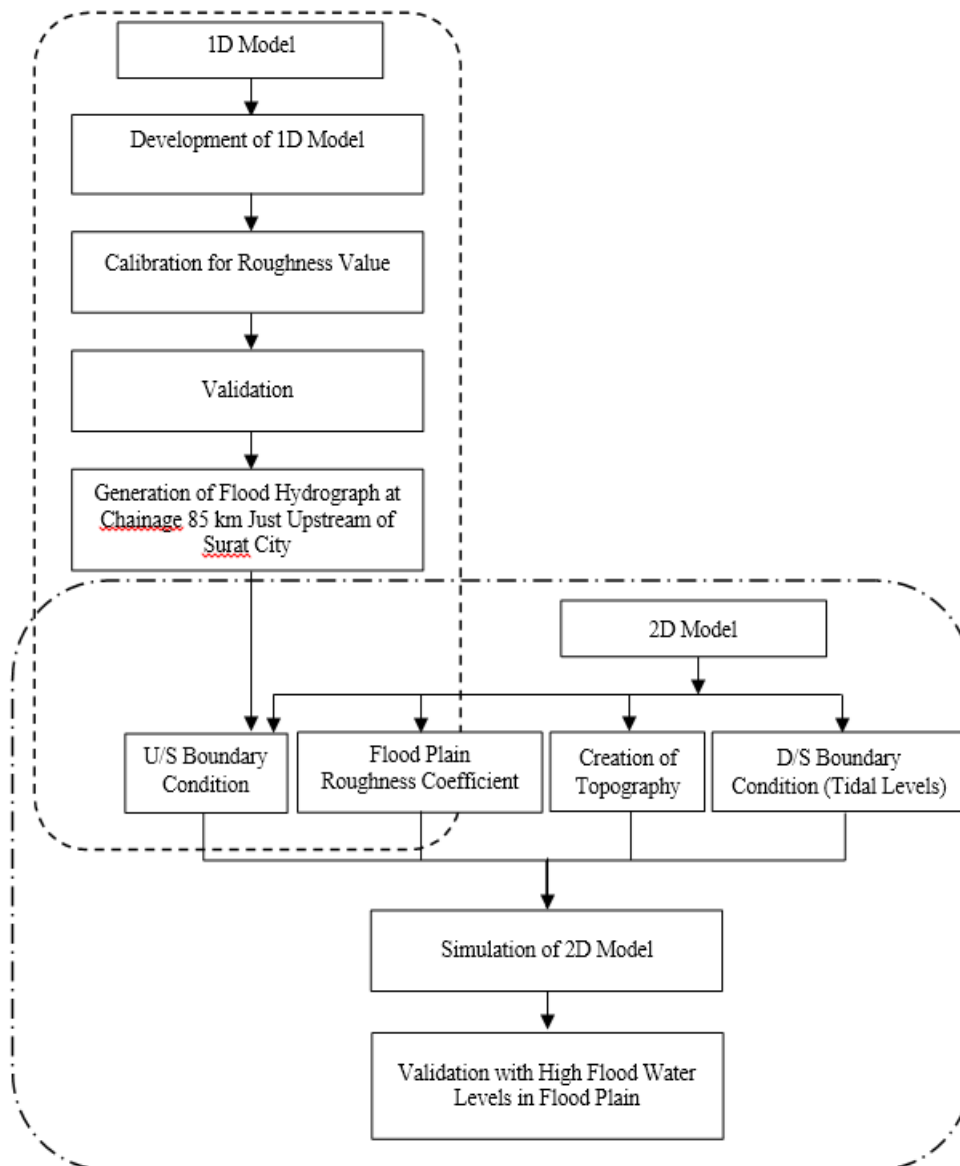 1D Model
Development of 1D Model
Calibration for Roughness Value
Validation
Generation of Flood Hydrograph at
Chainage 85 km Just Upstream of
Surat City
2D Model
U/S Boundary
Condition
Flood Plain
Roughness Coefficient
Creation of
Topography
D/S Boundary
Condition (Tidal Levels)
Simulation of 2D Model
Validation with High Flood Water
Levels in Flood Plain